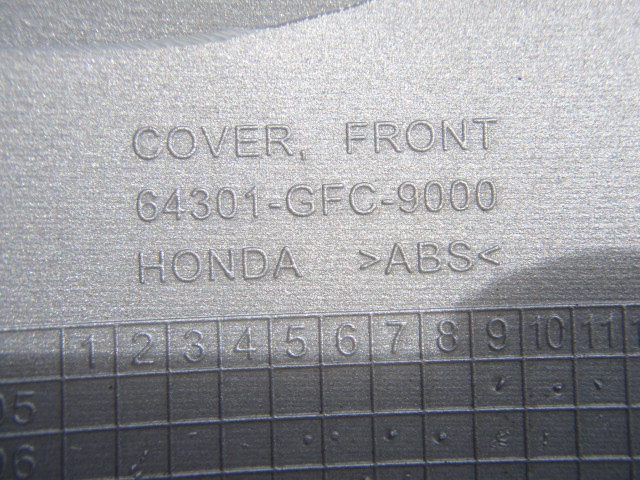 COVER, FRONT
64301-GFC-9000
HONDA >ABS<
1 2 3 4 5 6 7 8 9 10 11
05
06